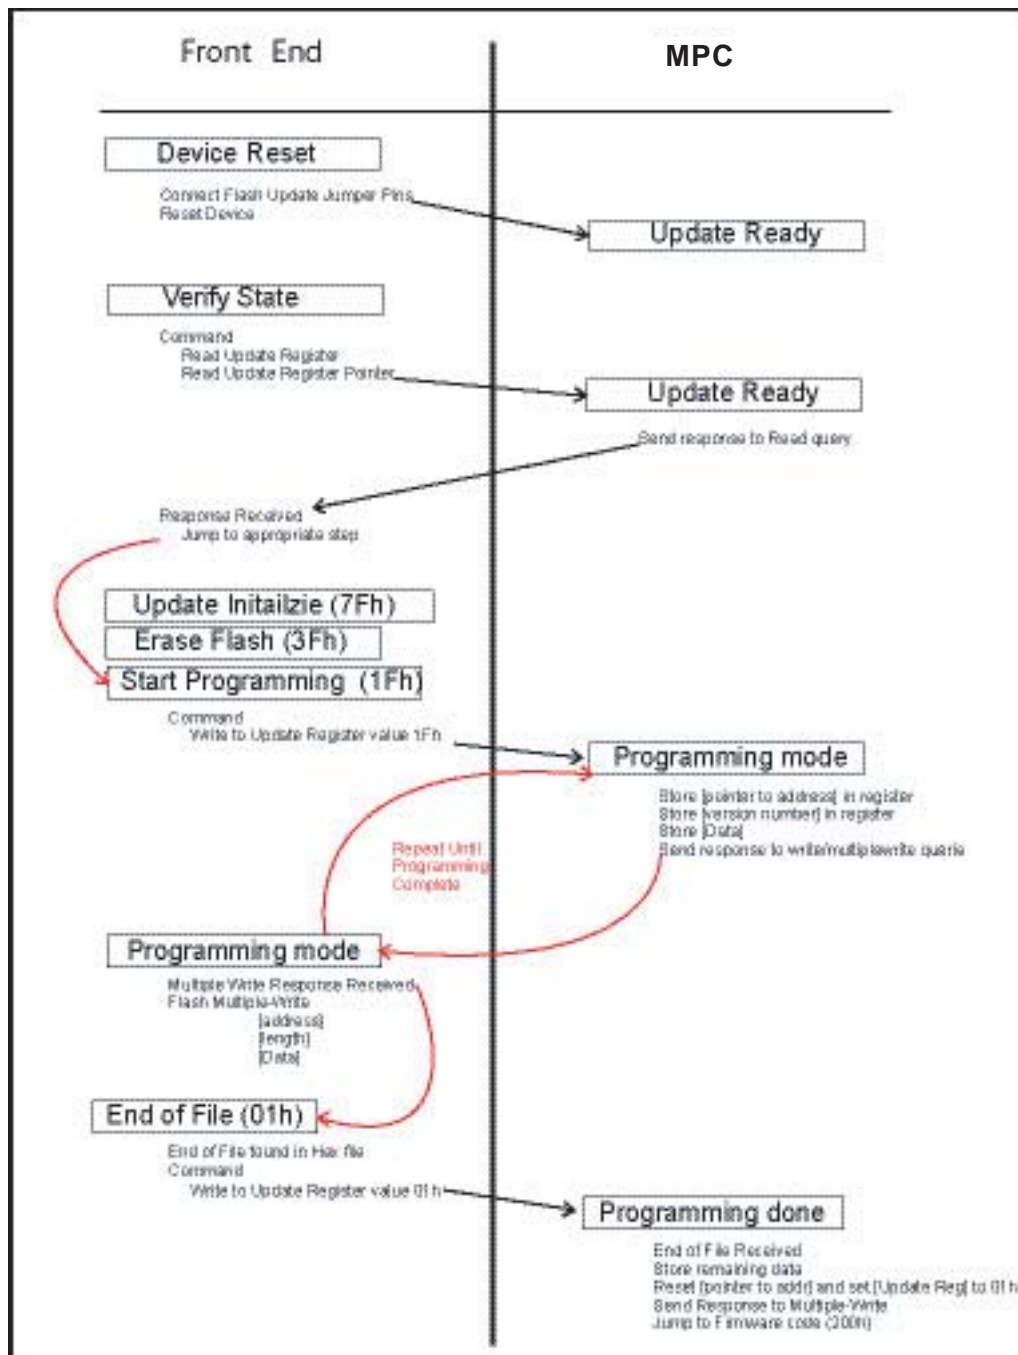 Front End
MPC
Device Reset
Connect Flash Update Jumper Pins
Reset Device
Update Ready
Verify State
Command
Read Update Register
Read Update Register Pointer
Update Ready
Send response to Read query
Response Received
Jump to appropriate step
Update Initailzie (7Fh)
Erase Flash (3Fh)
Start Programming (1Fh)
Command
Write to Update Register value 1Fh
Programming mode
Store [pointer to address] in register
Store [version number] in register
Store [Data]
Send response to write/multiplewrite querie
Repeat Until
Programming
Complete
Programming mode
Multiple Write Response Received
Flash Multiple-Write
[address]
[length]
[Data]
End of File (01h)
End of File found in Hex file
Command
Write to Update Register value 01h
Programming done
End of File Received
Store remaining data
Reset [pointer to addr] and set [Update Reg] to 01h
Send Response to Multiple-Write
Jump to Firmware code (200h)